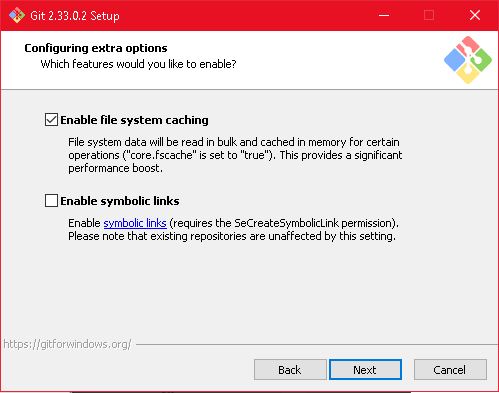 Git 2.33.0.2 Setup
Configuring extra options
Which features would you like to enable?
Enable file system caching
File system data will be read in bulk and cached in memory for certain
operations ("core.fscache" is set to "true"). This provides a significant
performance boost.
Enable symbolic links
Enable symbolic links (requires the SeCreateSymbolicLink permission).
Please note that existing repositories are unaffected by this setting.
https://gitforwindows.org/
Back
Next
Cancel